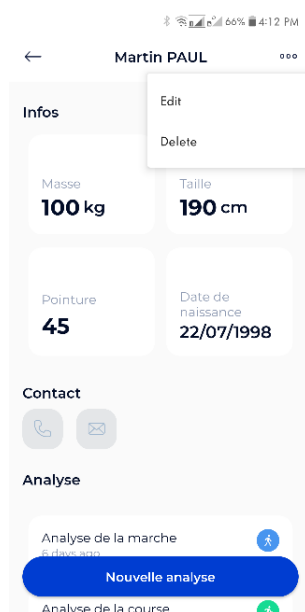 66% 4:12 PM
Martin PAUL
Edit
Delete
Infos
Masse
100 kg
Taille
190 cm
Pointure
45
Date de
naissance
22/07/1998
Contact
Analyse
Analyse de la marche
6 days ago
Nouvelle analyse
Analyse de la course